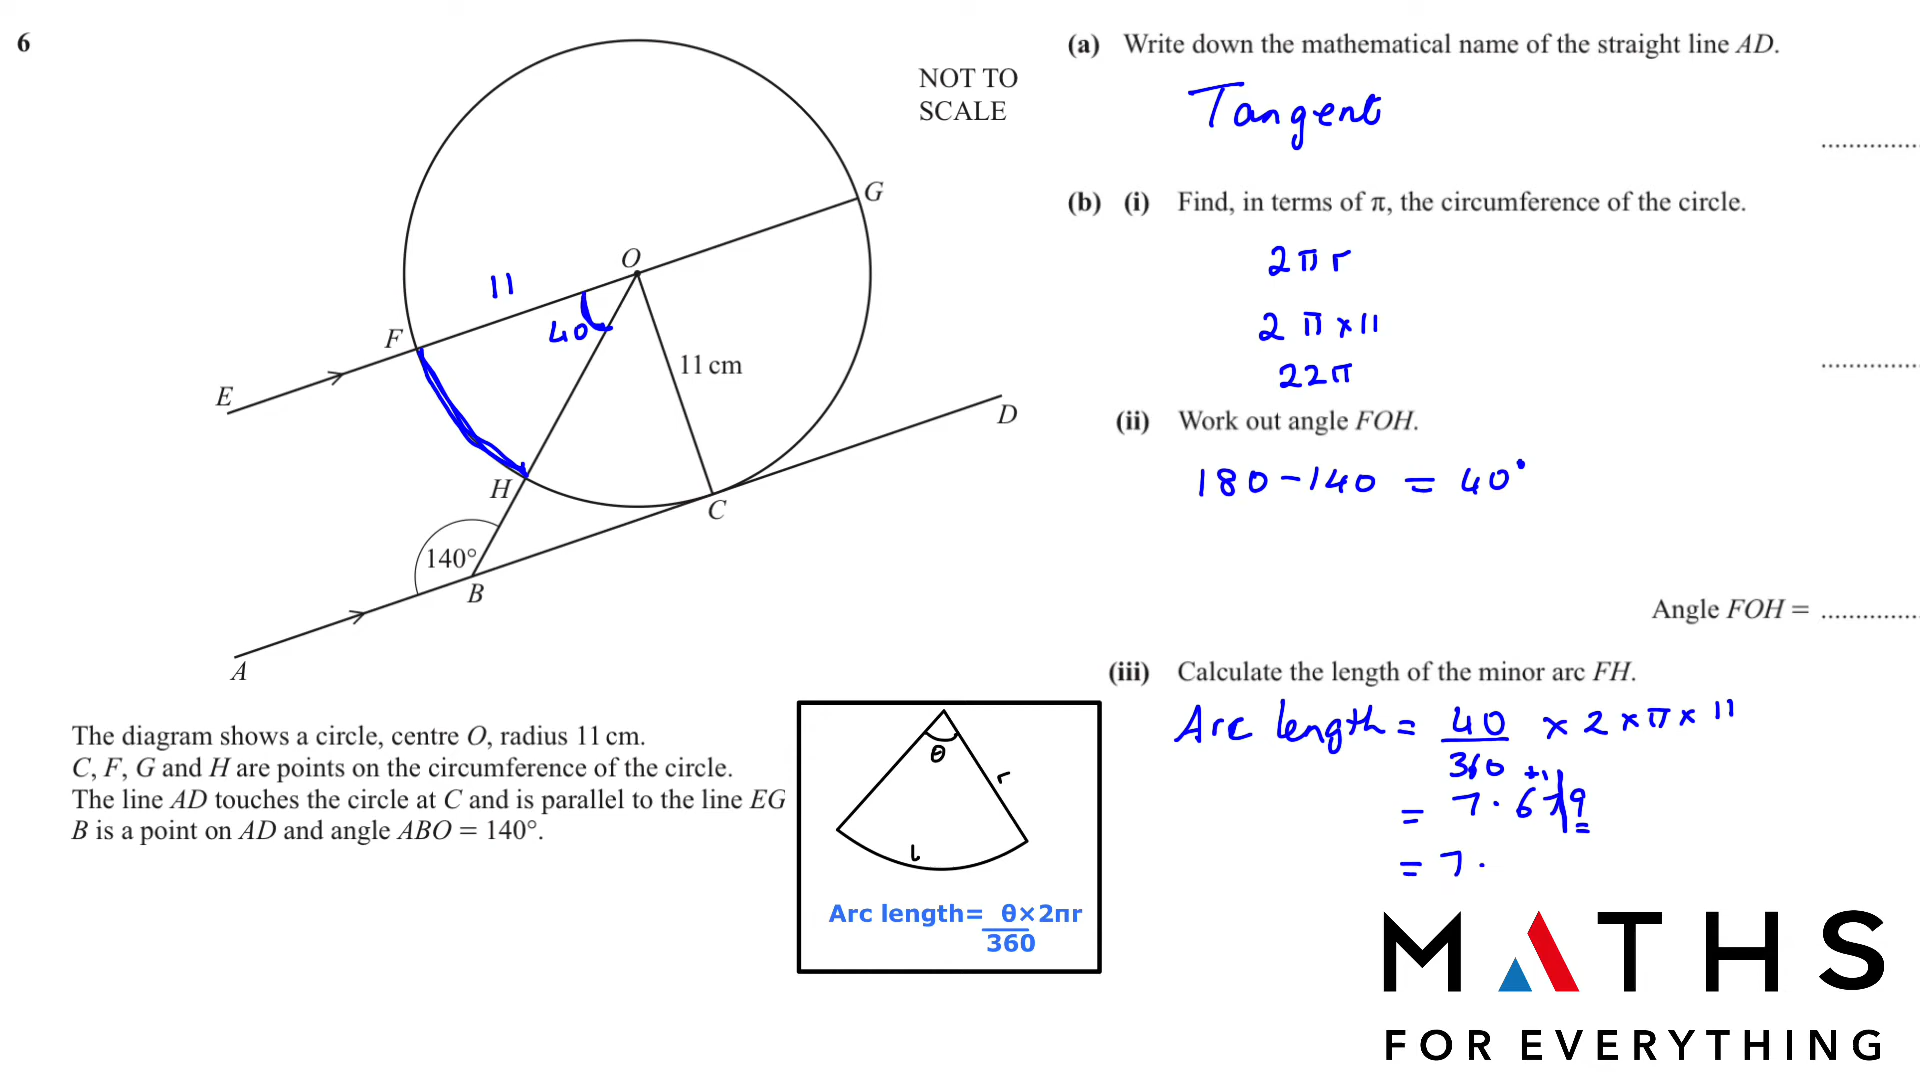 6
NOT TO
SCALE
G
O
11
40
F
11 cm
E
D
H
C
140°
B
A
The diagram shows a circle, centre O, radius 11 cm.
C, F, G and H are points on the circumference of the circle.
The line AD touches the circle at C and is parallel to the line EG
B is a point on AD and angle ABO = 140°.
θ
r
l
Arc length= θ×2πr
360
(a) Write down the mathematical name of the straight line AD.
Tangent
(b) (i) Find, in terms of π, the circumference of the circle.
2πr
2π×11
22π
(ii) Work out angle FOH.
180-140 = 40°
Angle FOH =
(iii) Calculate the length of the minor arc FH.
Arc length = 40 × 2 × π × 11
360
+1
= 7.679
= 7.
MATHS
FOR EVERYTHING